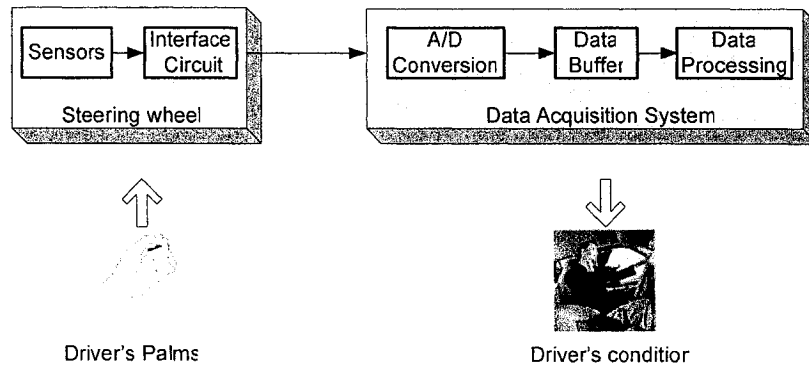 Sensors
Interface
Circuit
Steering wheel
A/D
Conversion
Data
Buffer
Data
Processing
Data Acquisition System
Driver's Palms
Driver's condition